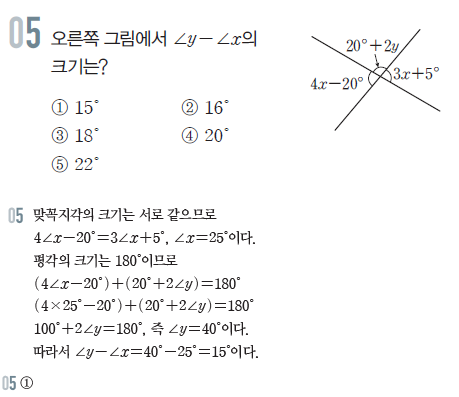 05 오른쪽 그림에서 ∠y−∠x의
크기는?
20°+2y
4x−20°
3x+5°
① 15˚ ② 16˚
③ 18˚ ④ 20˚
⑤ 22˚
05 맞꼭지각의 크기는 서로 같으므로
4∠x−20˚=3∠x+5˚, ∠x=25˚이다.
평각의 크기는 180˚이므로
(4∠x−20˚)+(20˚+2∠y)=180˚
(4×25˚−20˚)+(20˚+2∠y)=180˚
100˚+2∠y=180˚, 즉 ∠y=40˚이다.
따라서 ∠y−∠x=40˚−25˚=15˚이다.
05 ①